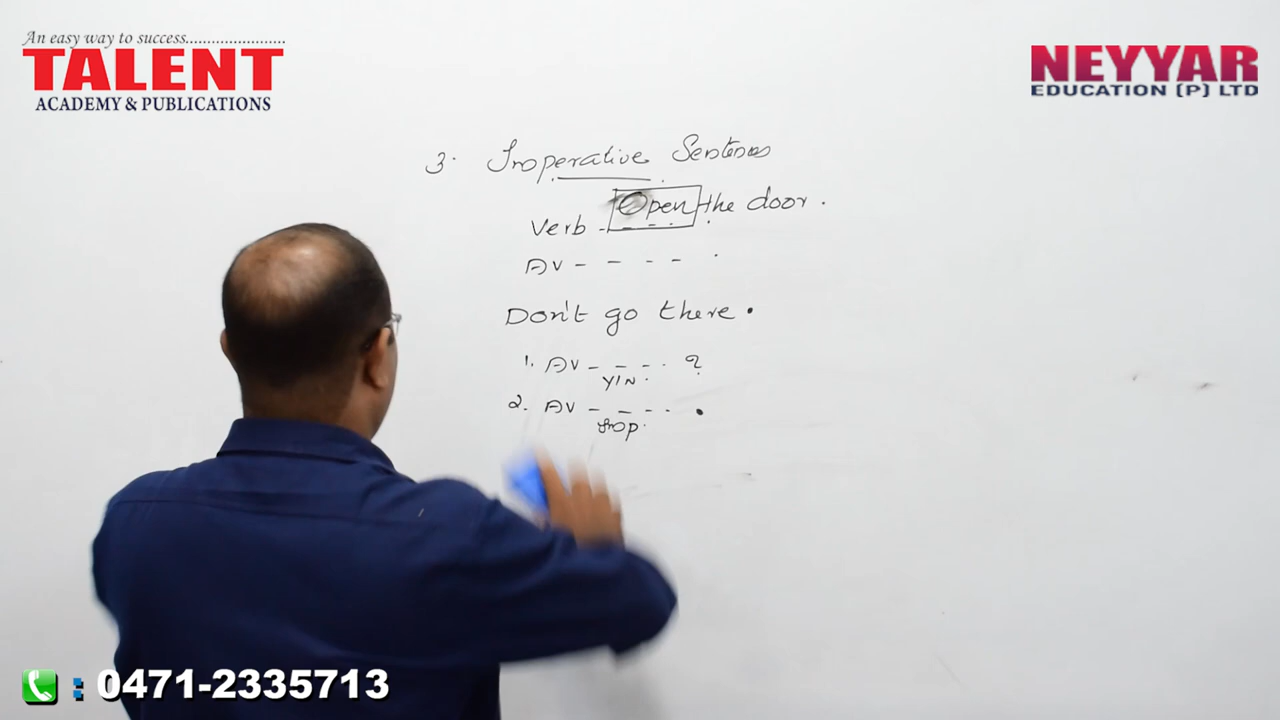 An easy way to success.......................
TALENT
ACADEMY & PUBLICATIONS
NEYYAR
EDUCATION (P) LTD
3. Imperative Sentences
Open the door.
Verb - - - - .
AV - - - - .
Don't go there.
1. AV - - - - ?
Y/N.
2. AV - - - - .
Imp.
: 0471-2335713